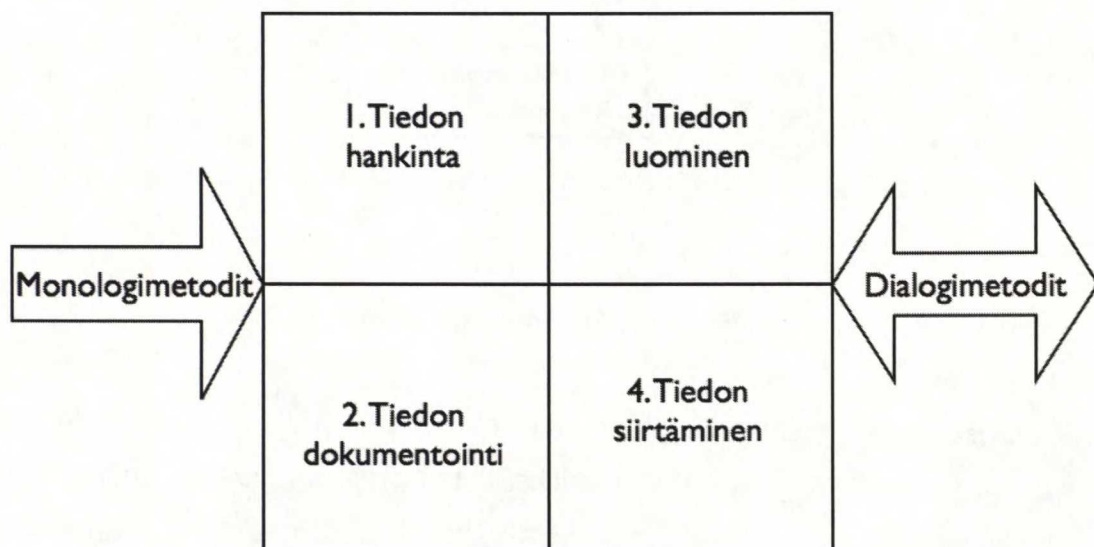 1. Tiedon
hankinta
3. Tiedon
luominen
Monologimetodit
Dialogimetodit
2. Tiedon
dokumentointi
4. Tiedon
siirtäminen